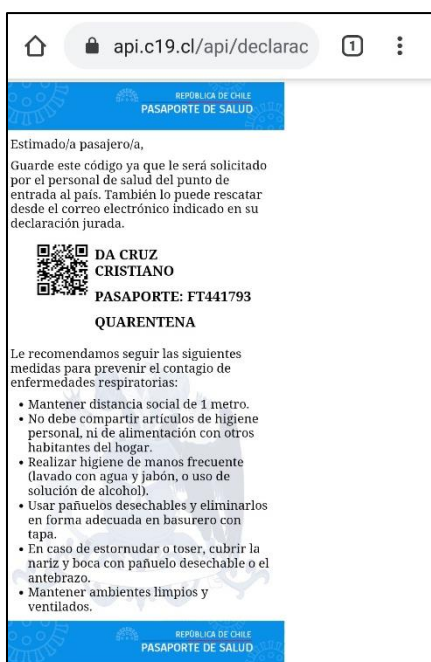 api.c19.cl/api/declarac
1
REPÚBLICA DE CHILE
PASAPORTE DE SALUD
Estimado/a pasajero/a,
Guarde este código ya que le será solicitado
por el personal de salud del punto de
entrada al país. También lo puede rescatar
desde el correo electrónico indicado en su
declaración jurada.
DA CRUZ
CRISTIANO
PASAPORTE: FT441793
QUARENTENA
Le recomendamos seguir las siguientes
medidas para prevenir el contagio de
enfermedades respiratorias:
• Mantener distancia social de 1 metro.
• No debe compartir artículos de higiene
personal, ni de alimentación con otros
habitantes del hogar.
• Realizar higiene de manos frecuente
(lavado con agua y jabón, o uso de
solución de alcohol).
• Usar pañuelos desechables y eliminarlos
en forma adecuada en basurero con
tapa.
• En caso de estornudar o toser, cubrir la
nariz y boca con pañuelo desechable o el
antebrazo.
• Mantener ambientes limpios y
ventilados.
REPÚBLICA DE CHILE
PASAPORTE DE SALUD